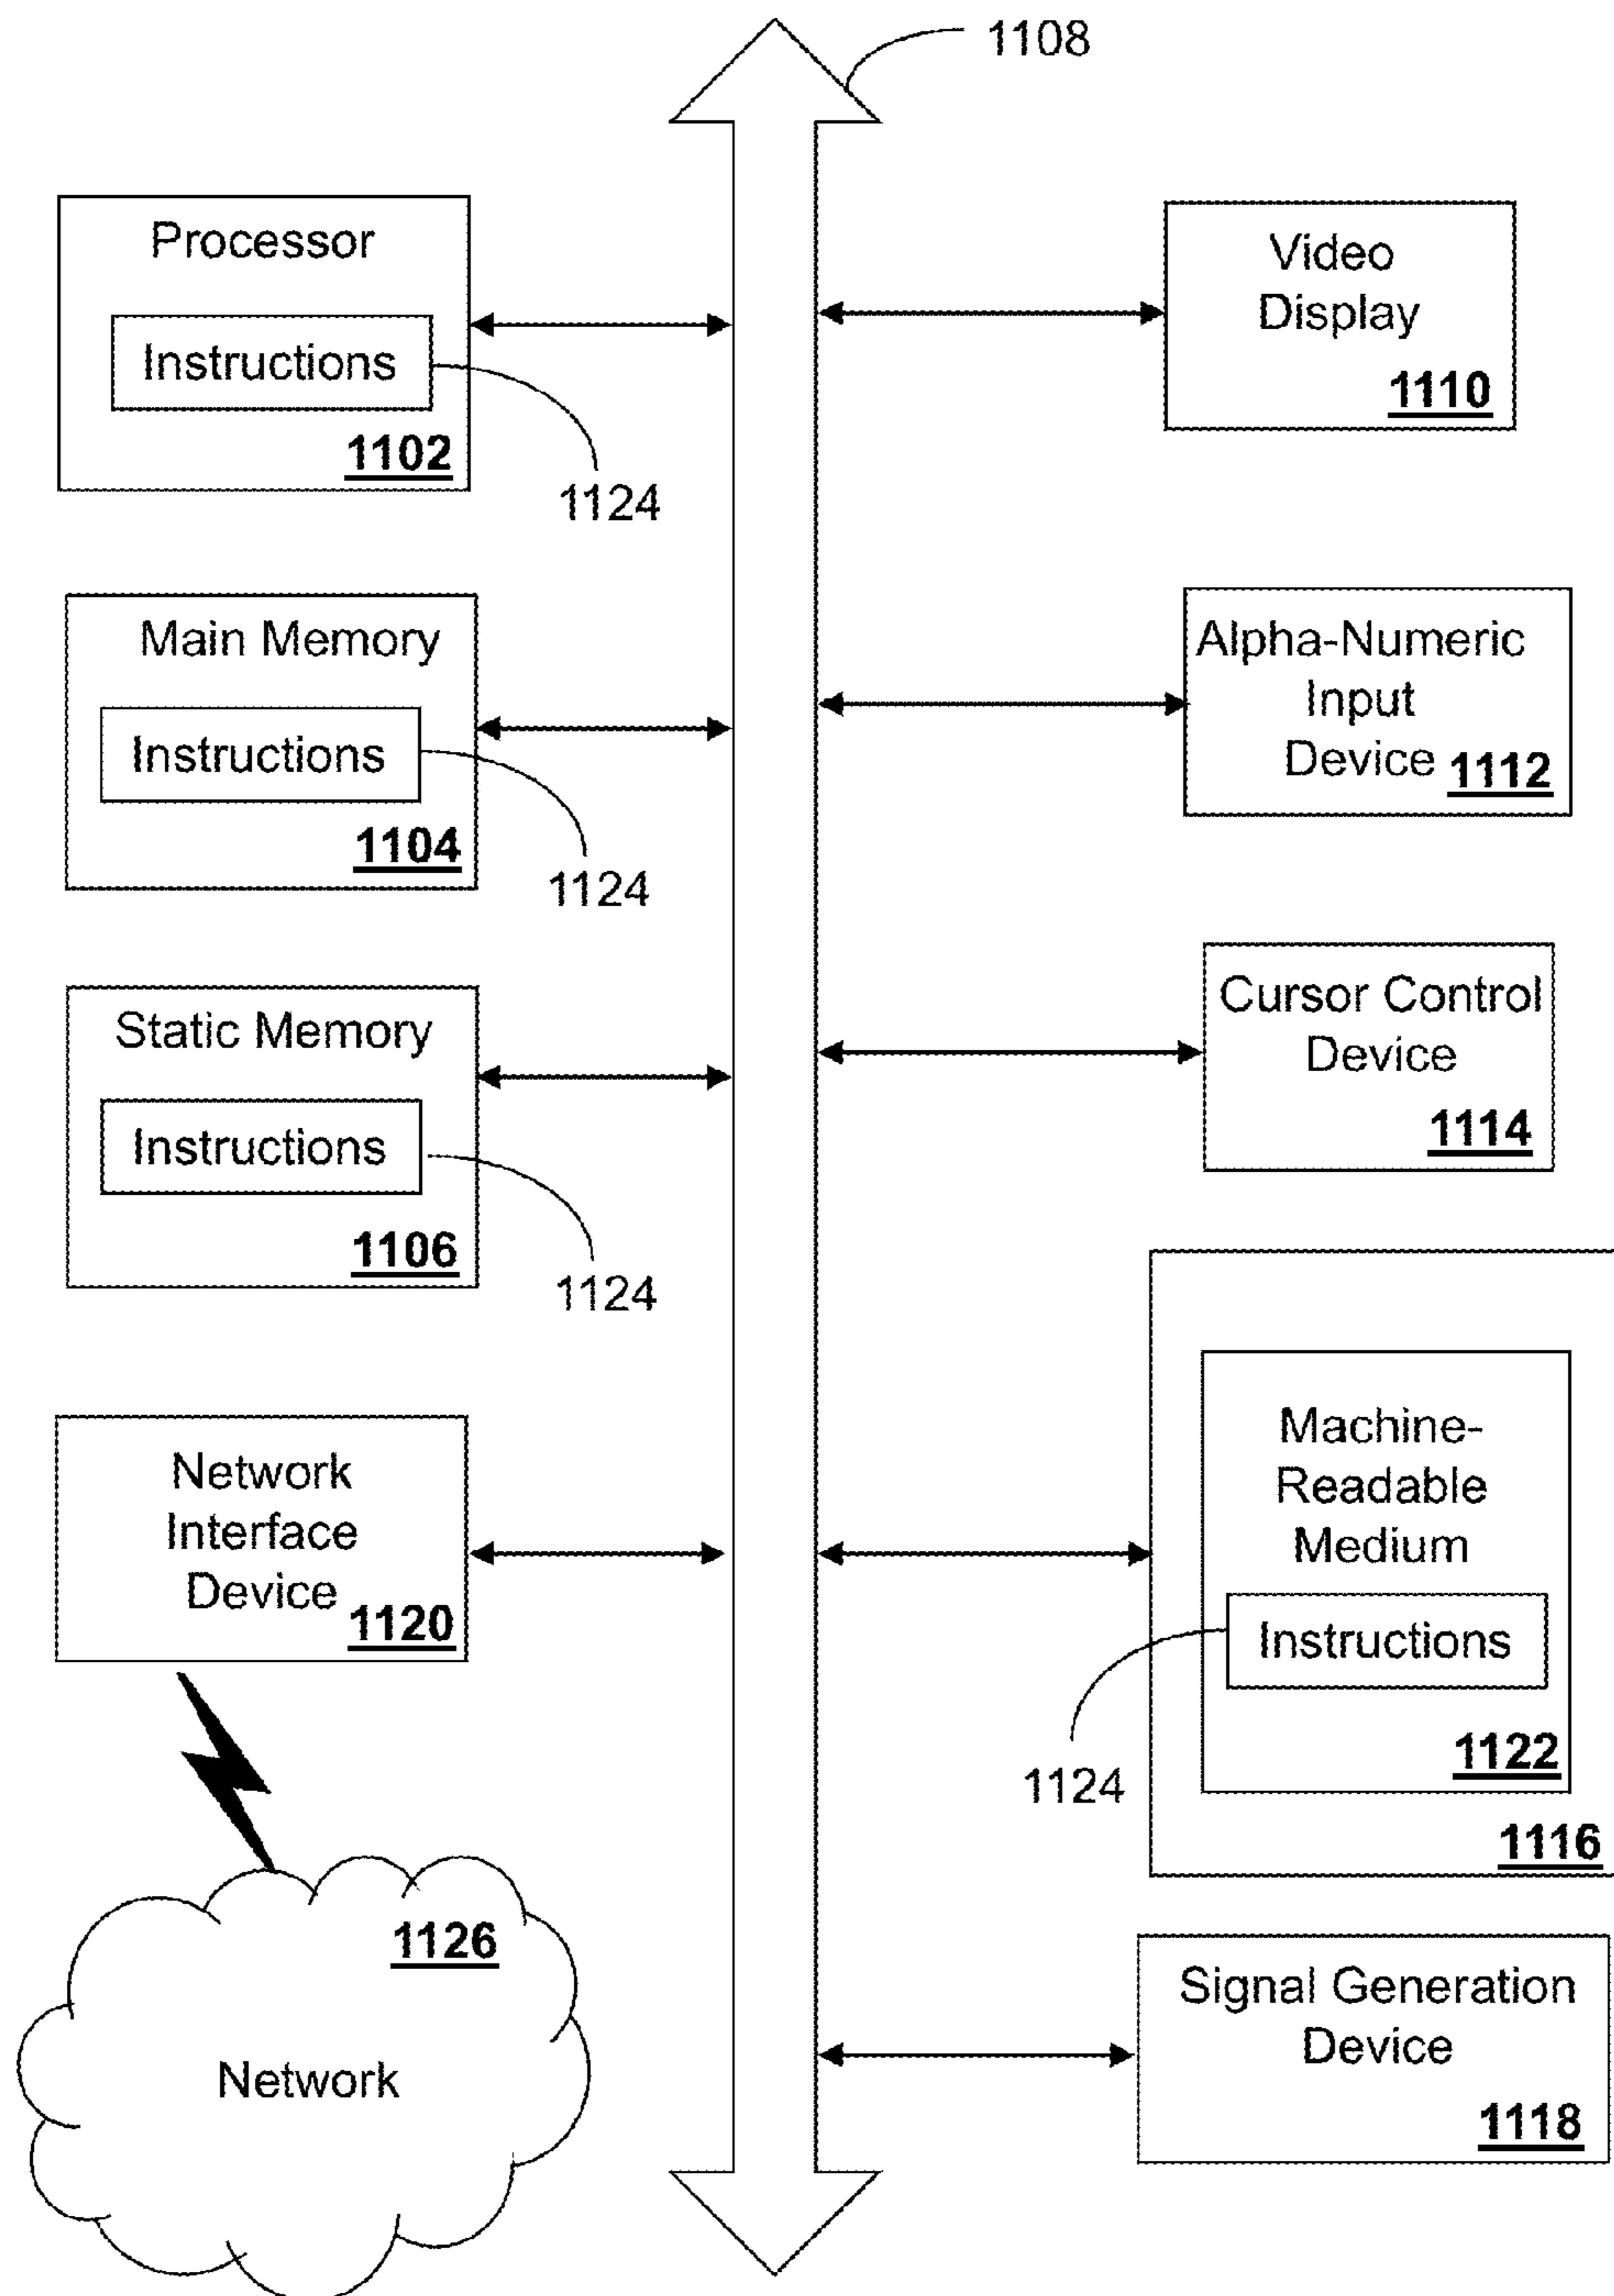 1108
Processor
Instructions
1102
1124
Main Memory
Instructions
1104
1124
Static Memory
Instructions
1106
1124
Network
Interface
Device
1120
1126
Network
Video
Display
1110
Alpha-Numeric
Input
Device 1112
Cursor Control
Device
1114
Machine-
Readable
Medium
Instructions
1122
1124
1116
Signal Generation
Device
1118